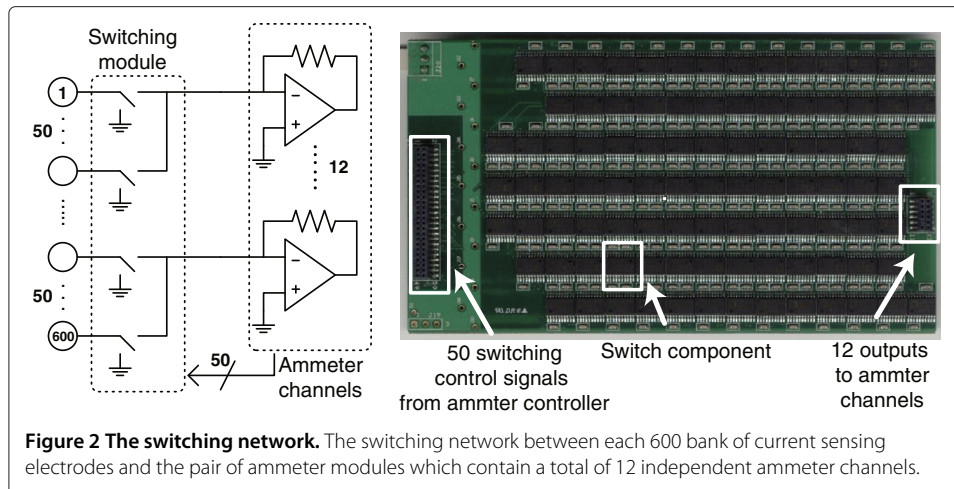 Switching
module
1
50
600
50
12
50
Ammeter
channels
50 switching
control signals
from ammter controller
Switch component
12 outputs
to ammter
channels
Figure 2 The switching network. The switching network between each 600 bank of current sensing
electrodes and the pair of ammeter modules which contain a total of 12 independent ammeter channels.